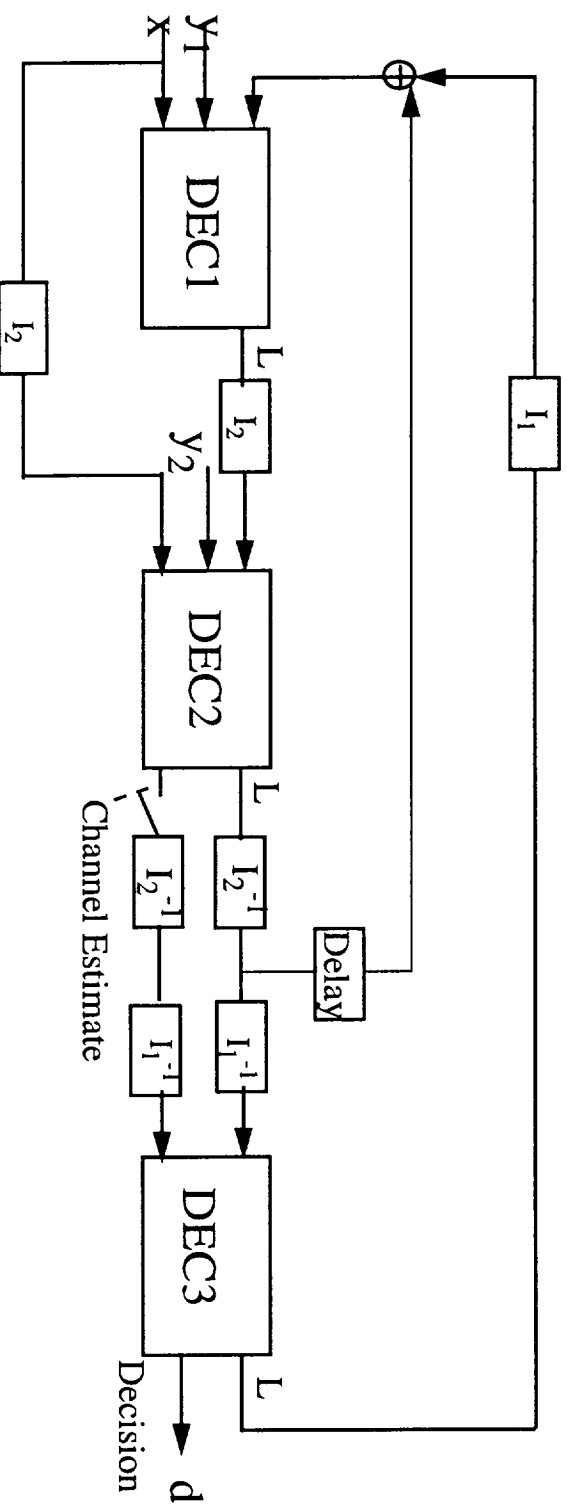 x
y1
DEC1
I2
L
I2
y2
I1
DEC2
L
I2-1
I2-1
Channel Estimate
Delay
I1-1
I1-1
DEC3
L
Decision
d